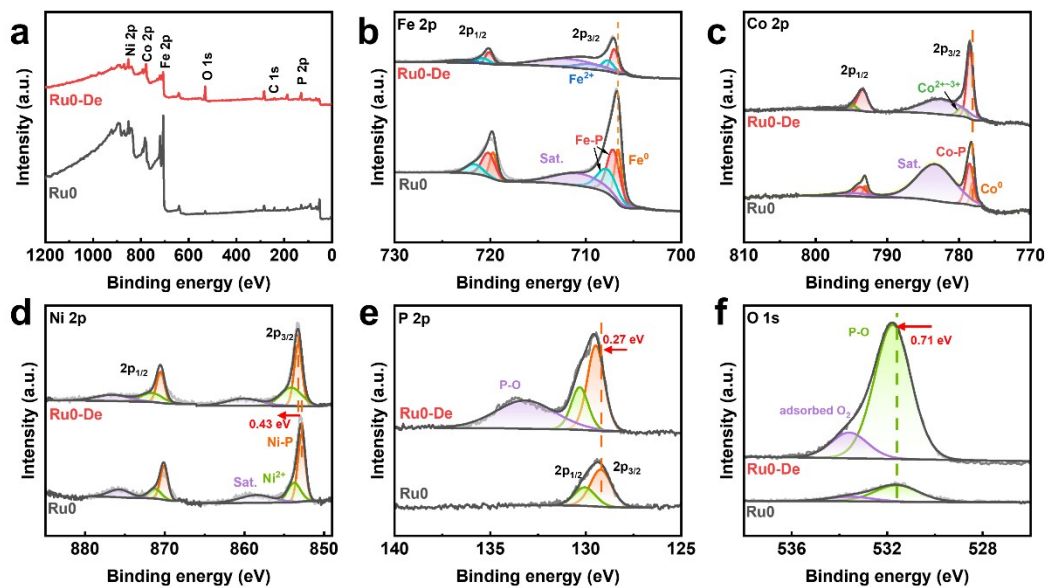 a
Ni 2p
Co 2p
Fe 2p
O 1s
C 1s
P 2p
Ru0-De
Ru0
Intensity (a.u.)
1200 1000 800 600 400 200 0
Binding energy (eV)
b
Fe 2p
2p1/2
2p3/2
Ru0-De
Fe2+
Fe-P
Sat.
Fe0
Ru0
Intensity (a.u.)
730 720 710 700
Binding energy (eV)
c
Co 2p
2p3/2
2p1/2
Co2+~3+
Ru0-De
Co-P
Sat.
Co0
Ru0
Intensity (a.u.)
810 800 790 780 770
Binding energy (eV)
d
Ni 2p
2p3/2
2p1/2
Ru0-De
0.43 eV
Ni-P
Sat.
Ni2+
Ru0
Intensity (a.u.)
880 870 860 850
Binding energy (eV)
e
P 2p
0.27 eV
P-O
Ru0-De
2p1/2
2p3/2
Ru0
Intensity (a.u.)
140 135 130 125
Binding energy (eV)
f
O 1s
P-O
0.71 eV
adsorbed O2
Ru0-De
Ru0
Intensity (a.u.)
536 531 526
Binding energy (eV)